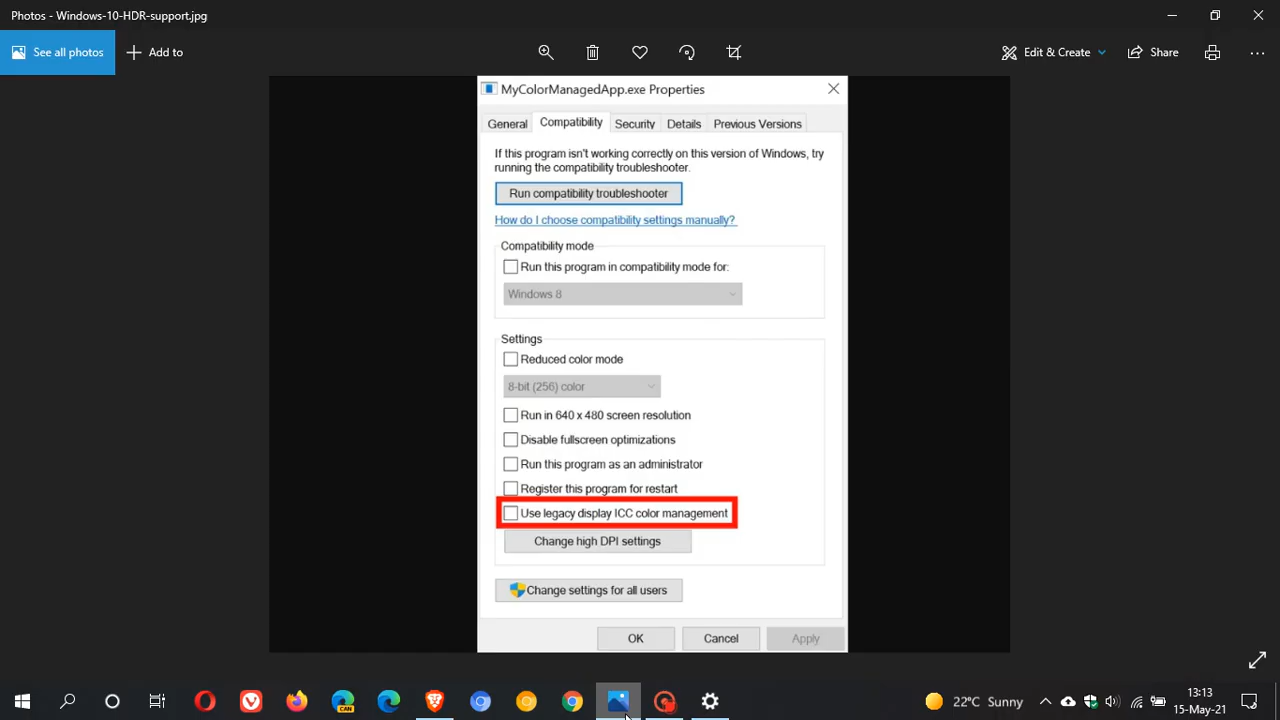 Photos - Windows-10-HDR-support.jpg
See all photos
Add to
Edit & Create
Share
MyColorManagedApp.exe Properties
General
Compatibility
Security
Details
Previous Versions
If this program isn't working correctly on this version of Windows, try
running the compatibility troubleshooter.
Run compatibility troubleshooter
How do I choose compatibility settings manually?
Compatibility mode
Run this program in compatibility mode for:
Windows 8
Settings
Reduced color mode
8-bit (256) color
Run in 640 x 480 screen resolution
Disable fullscreen optimizations
Run this program as an administrator
Register this program for restart
Use legacy display ICC color management
Change high DPI settings
Change settings for all users
OK
Cancel
Apply
CAN
22°C Sunny
13:13
15-May-21